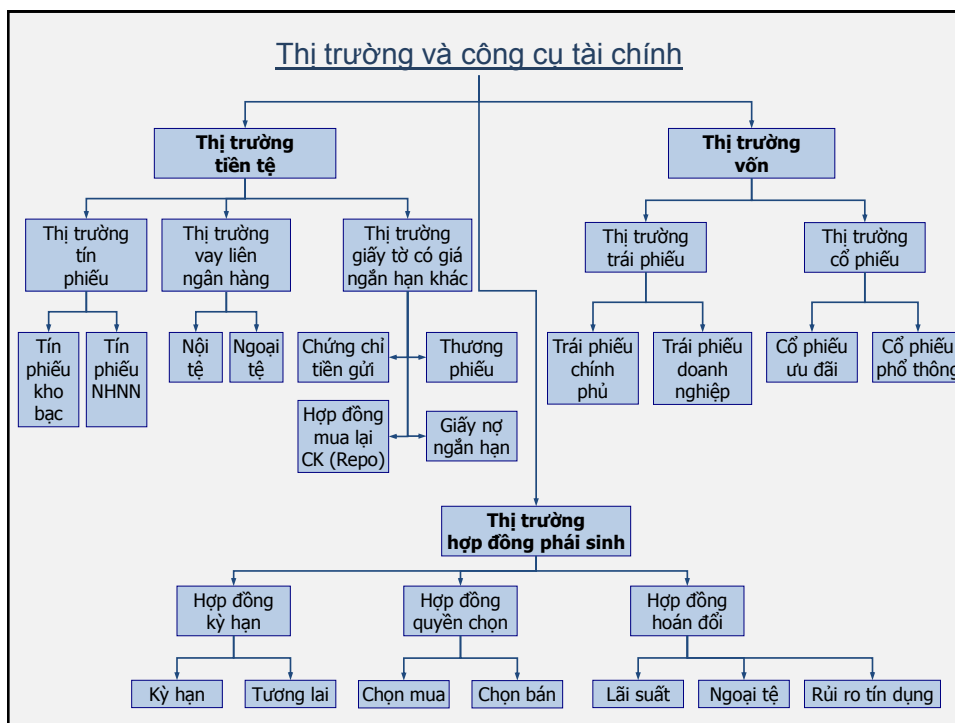 Thị trường và công cụ tài chính
Thị trường
tiền tệ
Thị trường
vốn
Thị trường
tín
phiếu
Thị trường
vay liên
ngân hàng
Thị trường
giấy tờ có giá
ngắn hạn khác
Thị trường
trái phiếu
Thị trường
cổ phiếu
Tín
phiếu
kho
bạc
Tín
phiếu
NHNN
Nội
tệ
Ngoại
tệ
Chứng chỉ
tiền gửi
Thương
phiếu
Hợp đồng
mua lại
CK (Repo)
Giấy nợ
ngắn hạn
Trái phiếu
chính
phủ
Trái phiếu
doanh
nghiệp
Cổ phiếu
ưu đãi
Cổ phiếu
phổ thông
Thị trường
hợp đồng phái sinh
Hợp đồng
kỳ hạn
Hợp đồng
quyền chọn
Hợp đồng
hoán đổi
Kỳ hạn
Tương lai
Chọn mua
Chọn bán
Lãi suất
Ngoại tệ
Rủi ro tín dụng